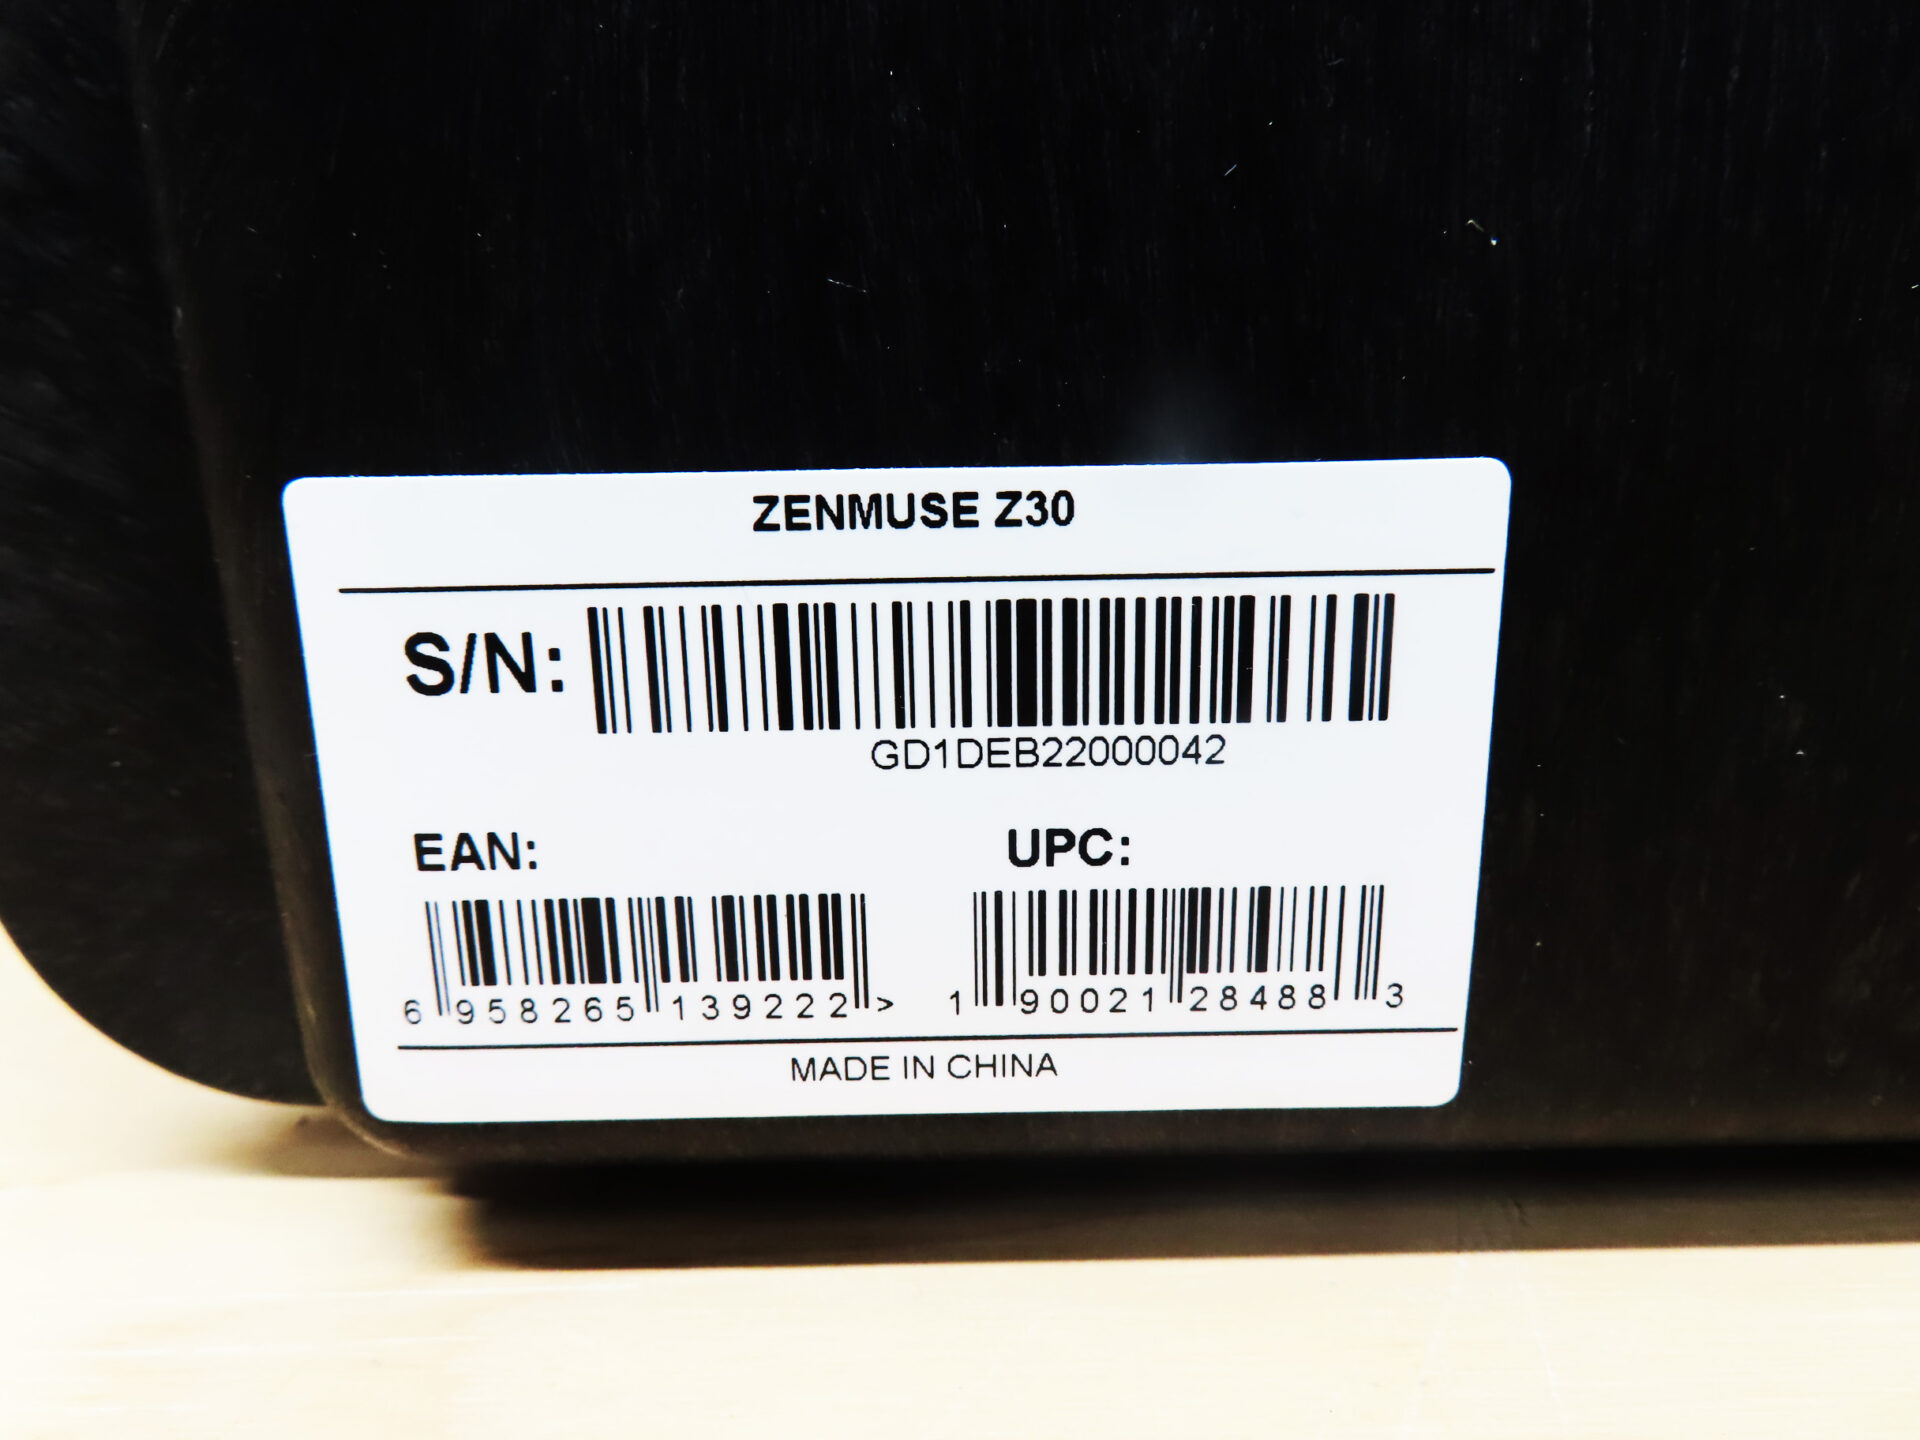 ZENMUSE Z30
S/N:
GD1DEB22000042
EAN: UPC:
6 958265 139222 > 1 90021 28488 3
MADE IN CHINA